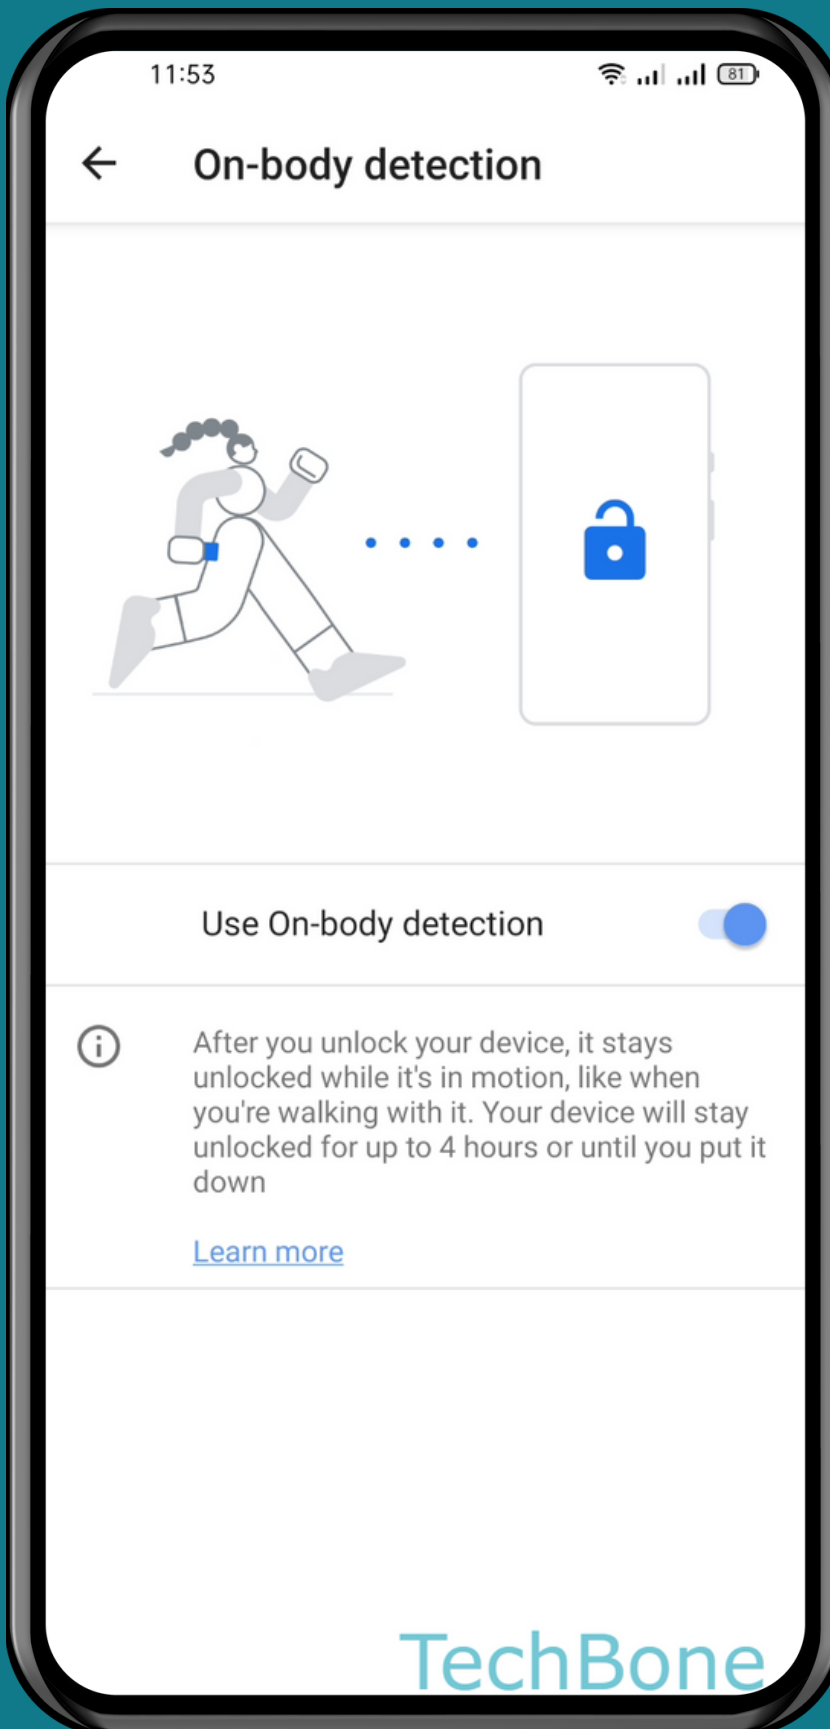 11:53
81
On-body detection
Use On-body detection
After you unlock your device, it stays
unlocked while it's in motion, like when
you're walking with it. Your device will stay
unlocked for up to 4 hours or until you put it
down
Learn more
TechBone